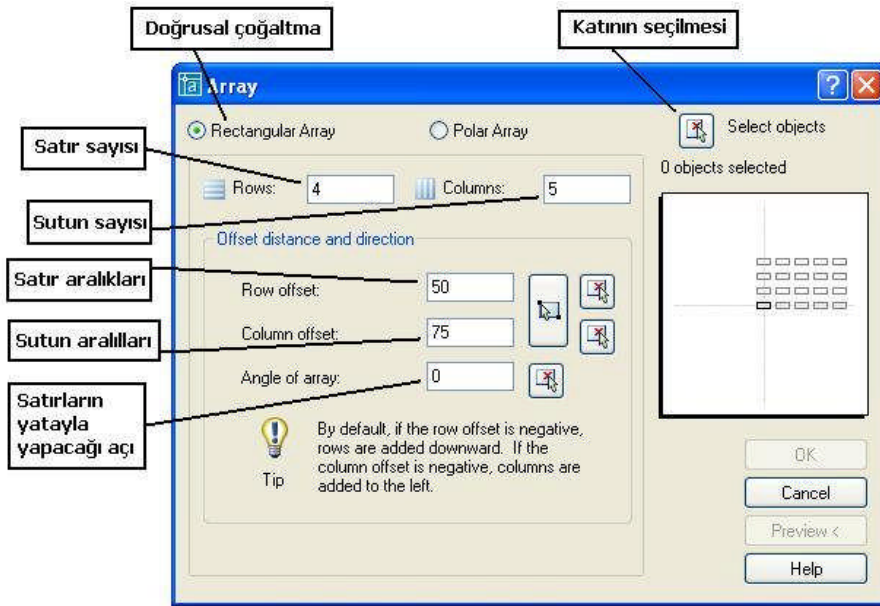 Doğrusal çoğaltma
Katının seçilmesi
Array
Rectangular Array
Polar Array
Select objects
Satır sayısı
0 objects selected
Rows:
4
Columns:
5
Sutun sayısı
Offset distance and direction
Satır aralıkları
Row offset:
50
Sutun aralılları
Column offset:
75
Angle of array:
0
Satırların
yatayla
yapacağı açı
Tip
By default, if the row offset is negative,
rows are added downward. If the
column offset is negative, columns are
added to the left.
OK
Cancel
Preview <
Help